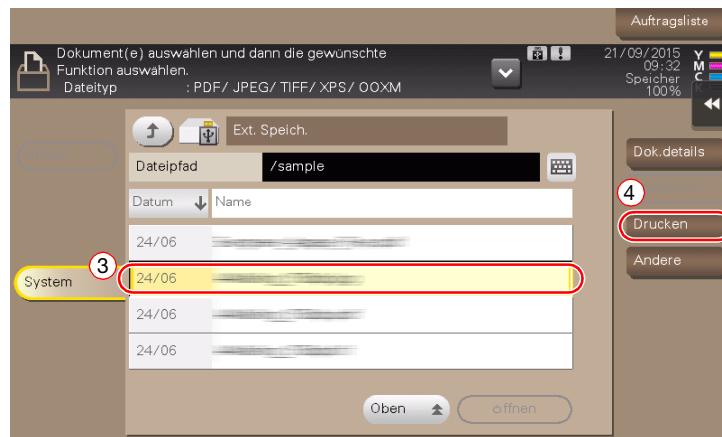 Auftragsliste
Dokument(e) auswählen und dann die gewünschte
Funktion auswählen.
Dateityp : PDF/ JPEG/ TIFF/ XPS/ OOXM
21/09/2015
09:32
Speicher
100%
Y
M
C
K
Ext. Speich.
Dok.details
Dateipfad /sample
4
Datum Name
Drucken
24/06
Andere
3
System
24/06
24/06
24/06
Oben öffnen